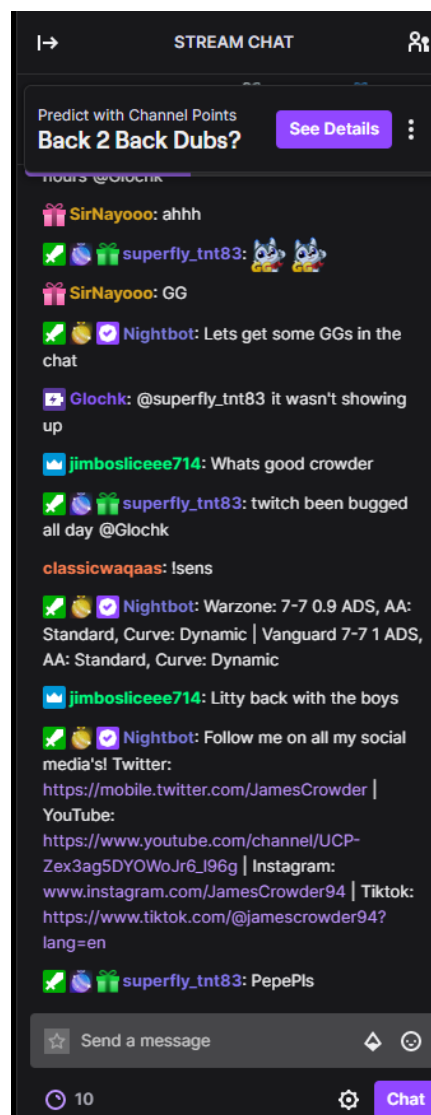 STREAM CHAT
Predict with Channel Points
Back 2 Back Dubs?
See Details
hours @Glochk
SirNayooo: ahhh
superfly_tnt83:
SirNayooo: GG
Nightbot: Lets get some GGs in the
chat
Glochk: @superfly_tnt83 it wasn't showing
up
jimbosliceee714: Whats good crowder
superfly_tnt83: twitch been bugged
all day @Glochk
classicwaqaas: !sens
Nightbot: Warzone: 7-7 0.9 ADS, AA:
Standard, Curve: Dynamic | Vanguard 7-7 1 ADS,
AA: Standard, Curve: Dynamic
jimbosliceee714: Litty back with the boys
Nightbot: Follow me on all my social
media's! Twitter:
https://mobile.twitter.com/JamesCrowder |
YouTube:
https://www.youtube.com/channel/UCP-
Zex3ag5DYOWoJr6_l96g | Instagram:
www.instagram.com/JamesCrowder94 | Tiktok:
https://www.tiktok.com/@jamescrowder94?
lang=en
superfly_tnt83: PepePls
Send a message
10
Chat